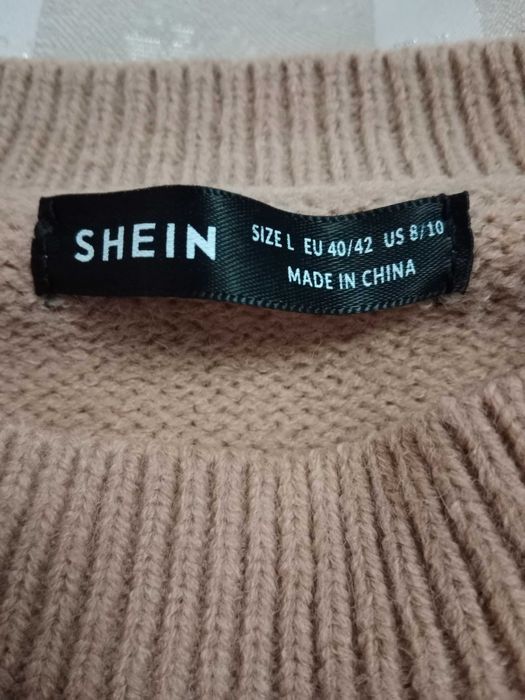 SHEIN
SIZE L EU 40/42 US 8/10
MADE IN CHINA